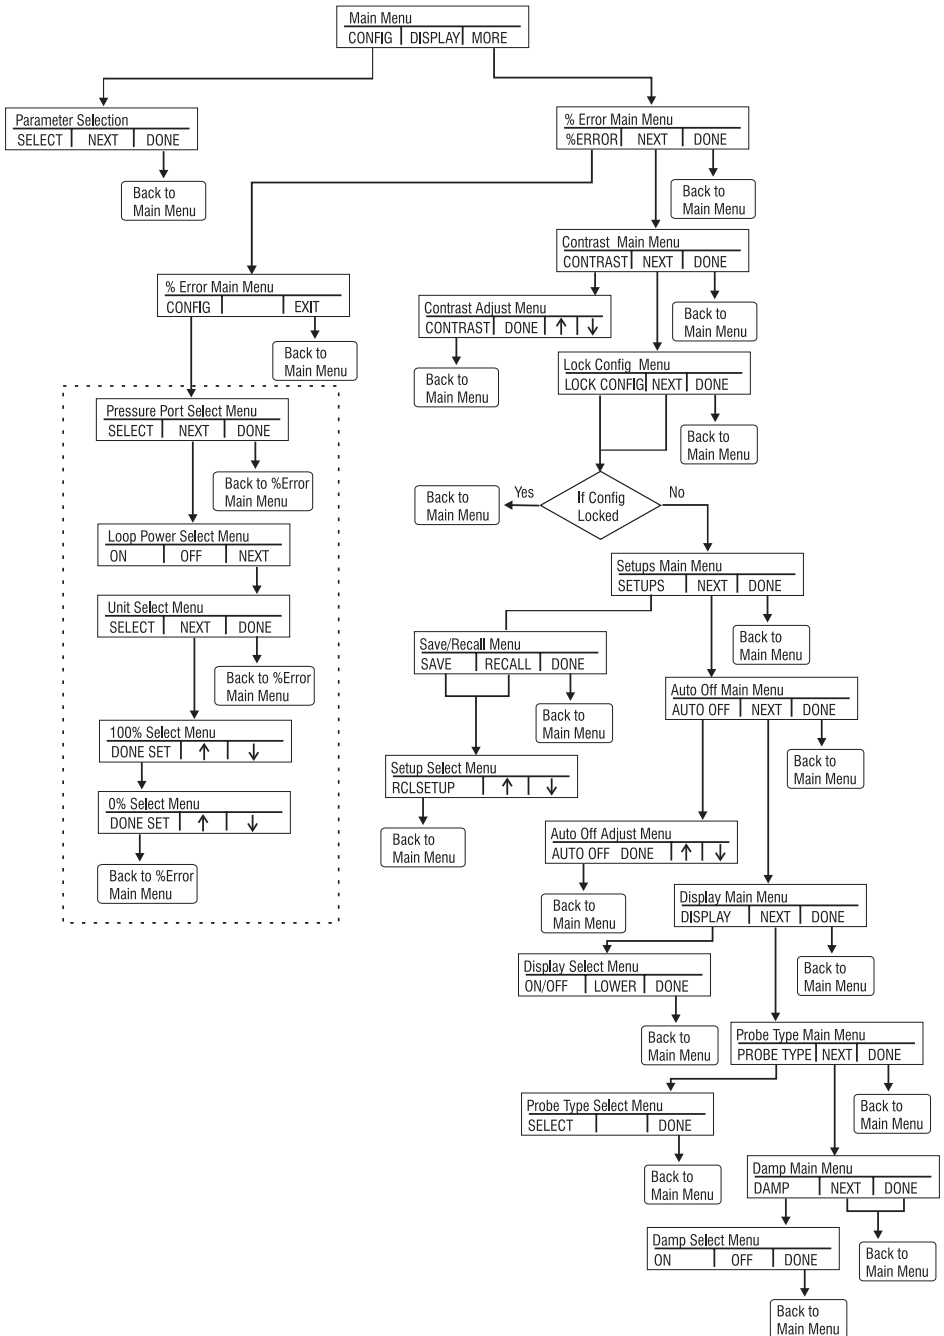 Main Menu
CONFIG DISPLAY MORE
Parameter Selection
SELECT NEXT DONE
Back to
Main Menu
% Error Main Menu
%ERROR NEXT DONE
Back to
Main Menu
Contrast Main Menu
CONTRAST NEXT DONE
Back to
Main Menu
% Error Main Menu
CONFIG EXIT
Back to
Main Menu
Contrast Adjust Menu
CONTRAST DONE ↑ ↓
Back to
Main Menu
Lock Config Menu
LOCK CONFIG NEXT DONE
Back to
Main Menu
Pressure Port Select Menu
SELECT NEXT DONE
Back to %Error
Main Menu
Loop Power Select Menu
ON OFF NEXT
Unit Select Menu
SELECT NEXT DONE
Back to %Error
Main Menu
100% Select Menu
DONE SET ↑ ↓
0% Select Menu
DONE SET ↑ ↓
Back to %Error
Main Menu
If Config
Locked
Yes
Back to
Main Menu
No
Setups Main Menu
SETUPS NEXT DONE
Back to
Main Menu
Save/Recall Menu
SAVE RECALL DONE
Back to
Main Menu
Setup Select Menu
RCLSETUP ↑ ↓
Back to
Main Menu
Auto Off Main Menu
AUTO OFF NEXT DONE
Back to
Main Menu
Auto Off Adjust Menu
AUTO OFF DONE ↑ ↓
Back to
Main Menu
Display Main Menu
DISPLAY NEXT DONE
Back to
Main Menu
Display Select Menu
ON/OFF LOWER DONE
Back to
Main Menu
Probe Type Main Menu
PROBE TYPE NEXT DONE
Back to
Main Menu
Probe Type Select Menu
SELECT DONE
Back to
Main Menu
Damp Main Menu
DAMP NEXT DONE
Back to
Main Menu
Damp Select Menu
ON OFF DONE
Back to
Main Menu